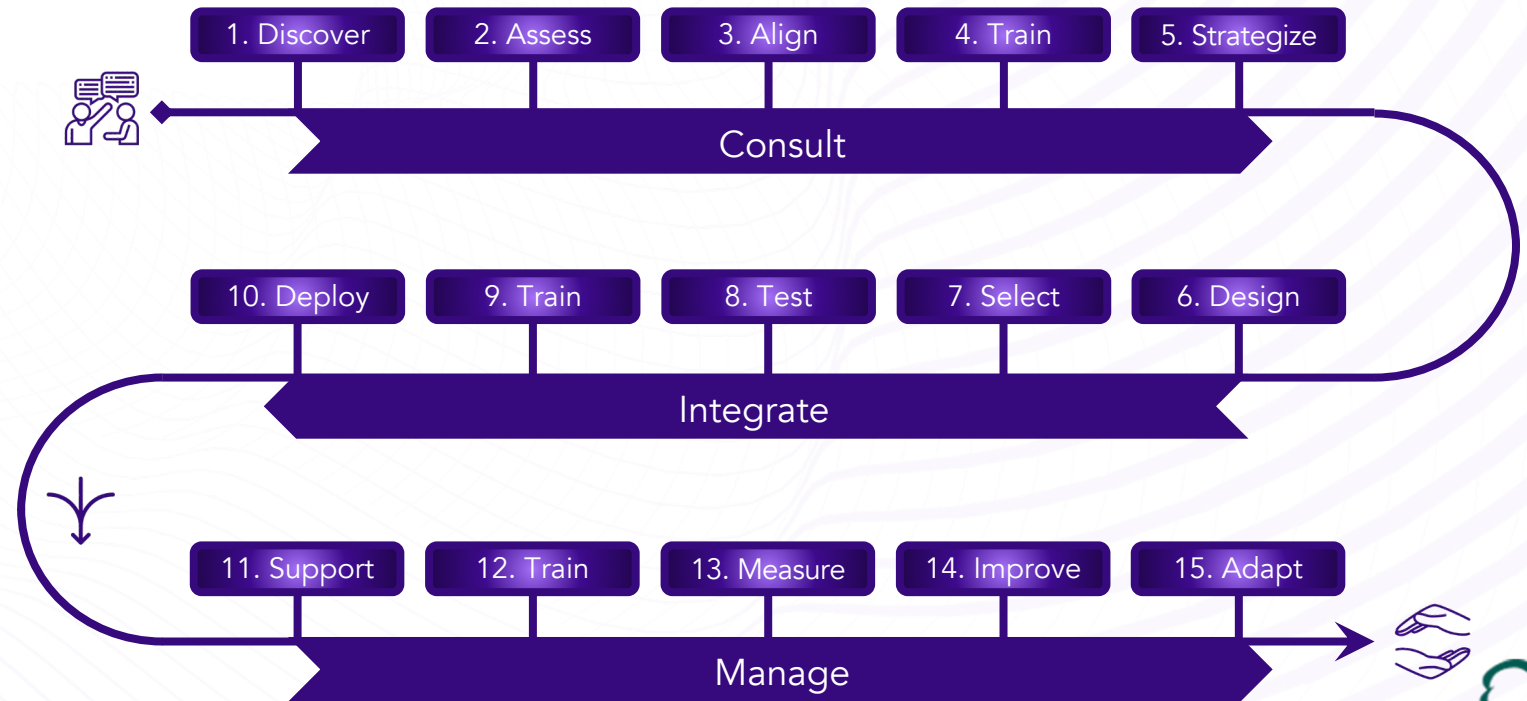 1. Discover
2. Assess
3. Align
4. Train
5. Strategize
Consult
10. Deploy
9. Train
8. Test
7. Select
6. Design
Integrate
11. Support
12. Train
13. Measure
14. Improve
15. Adapt
Manage